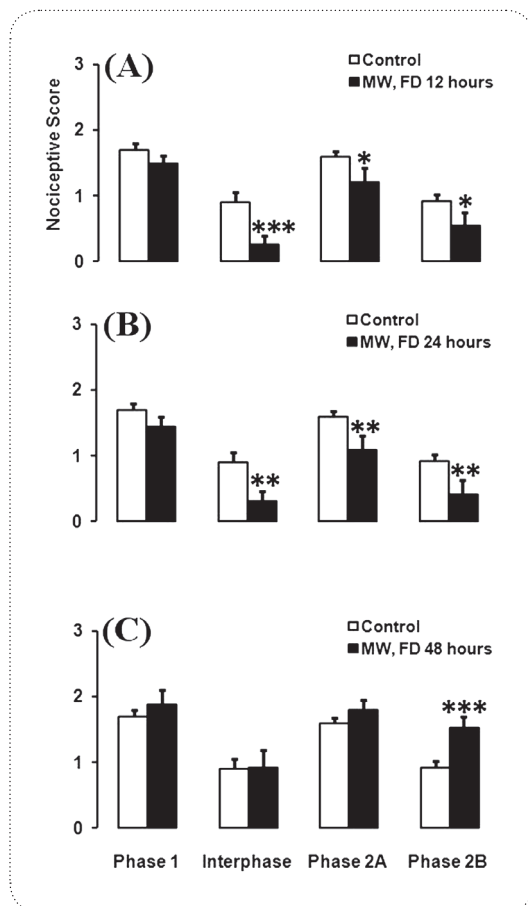 (A)
Control
MW, FD 12 hours
Nociceptive Score
3
2
1
0
***
*
*
(B)
Control
MW, FD 24 hours
3
2
1
0
**
**
**
(C)
Control
MW, FD 48 hours
3
2
1
0
***
Phase 1 Interphase Phase 2A Phase 2B